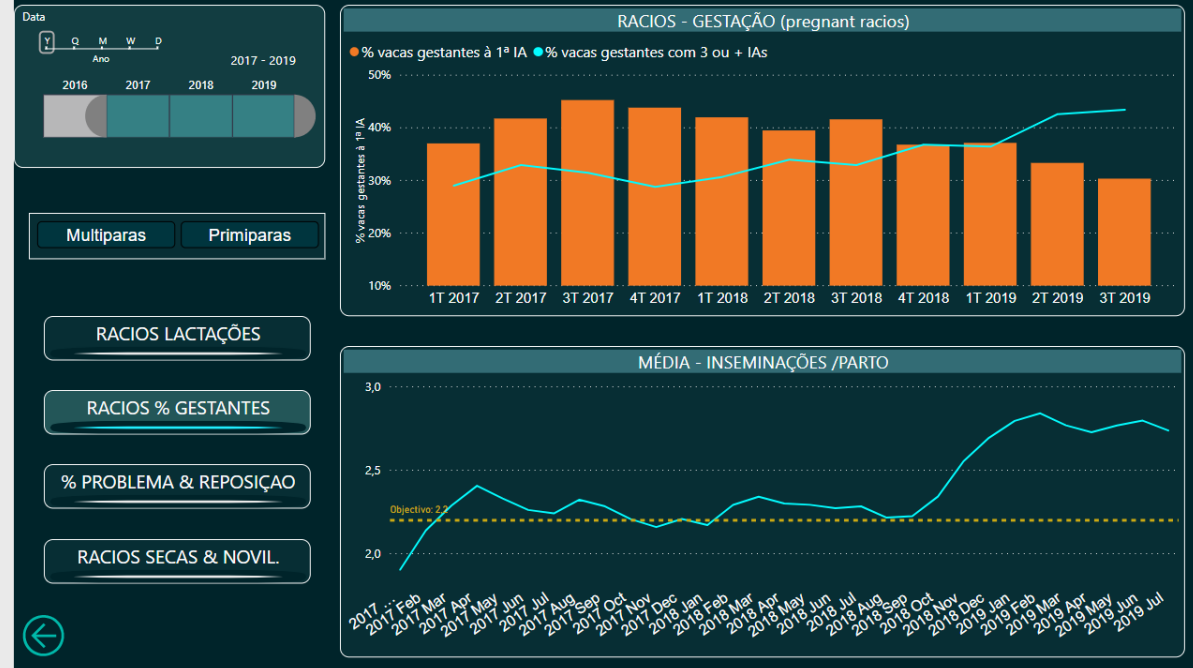 Data
Y Q M W D
Ano
2017 - 2019
2016 2017 2018 2019
Multiparas Primiparas
RACIOS LACTAÇÕES
RACIOS % GESTANTES
% PROBLEMA & REPOSIÇAO
RACIOS SECAS & NOVIL.
RACIOS - GESTAÇÃO (pregnant racios)
% vacas gestantes à 1ª IA % vacas gestantes com 3 ou + IAs
% vacas gestantes à 1ª IA
50%
40%
30%
20%
10%
1T 2017 2T 2017 3T 2017 4T 2017 1T 2018 2T 2018 3T 2018 4T 2018 1T 2019 2T 2019 3T 2019
MÉDIA - INSEMINAÇÕES /PARTO
3,0
2,5
Objectivo: 2,2
2,0
2017 ... 2017 Feb 2017 Mar 2017 Apr 2017 May 2017 Jun 2017 Jul 2017 Aug 2017 Sep 2017 Oct 2017 Nov 2017 Dec 2018 Jan 2018 Feb 2018 Mar 2018 Apr 2018 May 2018 Jun 2018 Jul 2018 Aug 2018 Sep 2018 Oct 2018 Nov 2018 Dec 2019 Jan 2019 Feb 2019 Mar 2019 Apr 2019 May 2019 Jun 2019 Jul